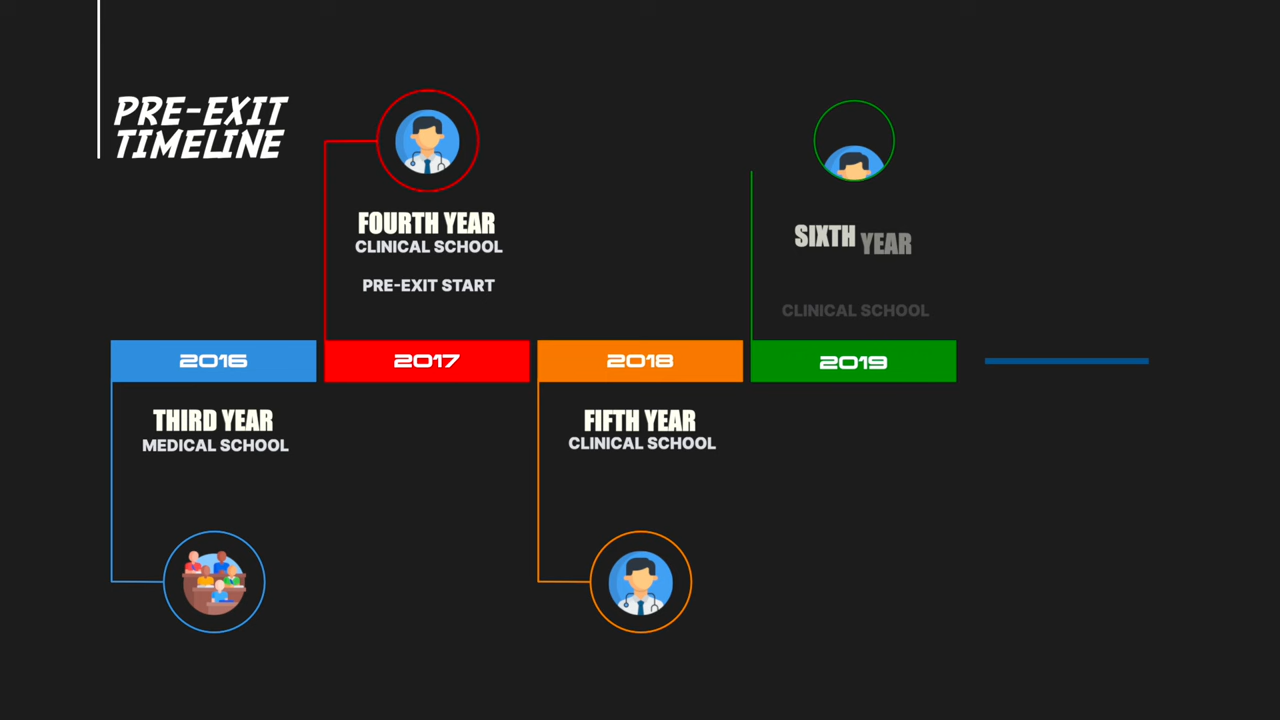 PRE-EXIT
TIMELINE
FOURTH YEAR
CLINICAL SCHOOL
PRE-EXIT START
SIXTH YEAR
CLINICAL SCHOOL
2016
2017
2018
2019
THIRD YEAR
MEDICAL SCHOOL
FIFTH YEAR
CLINICAL SCHOOL